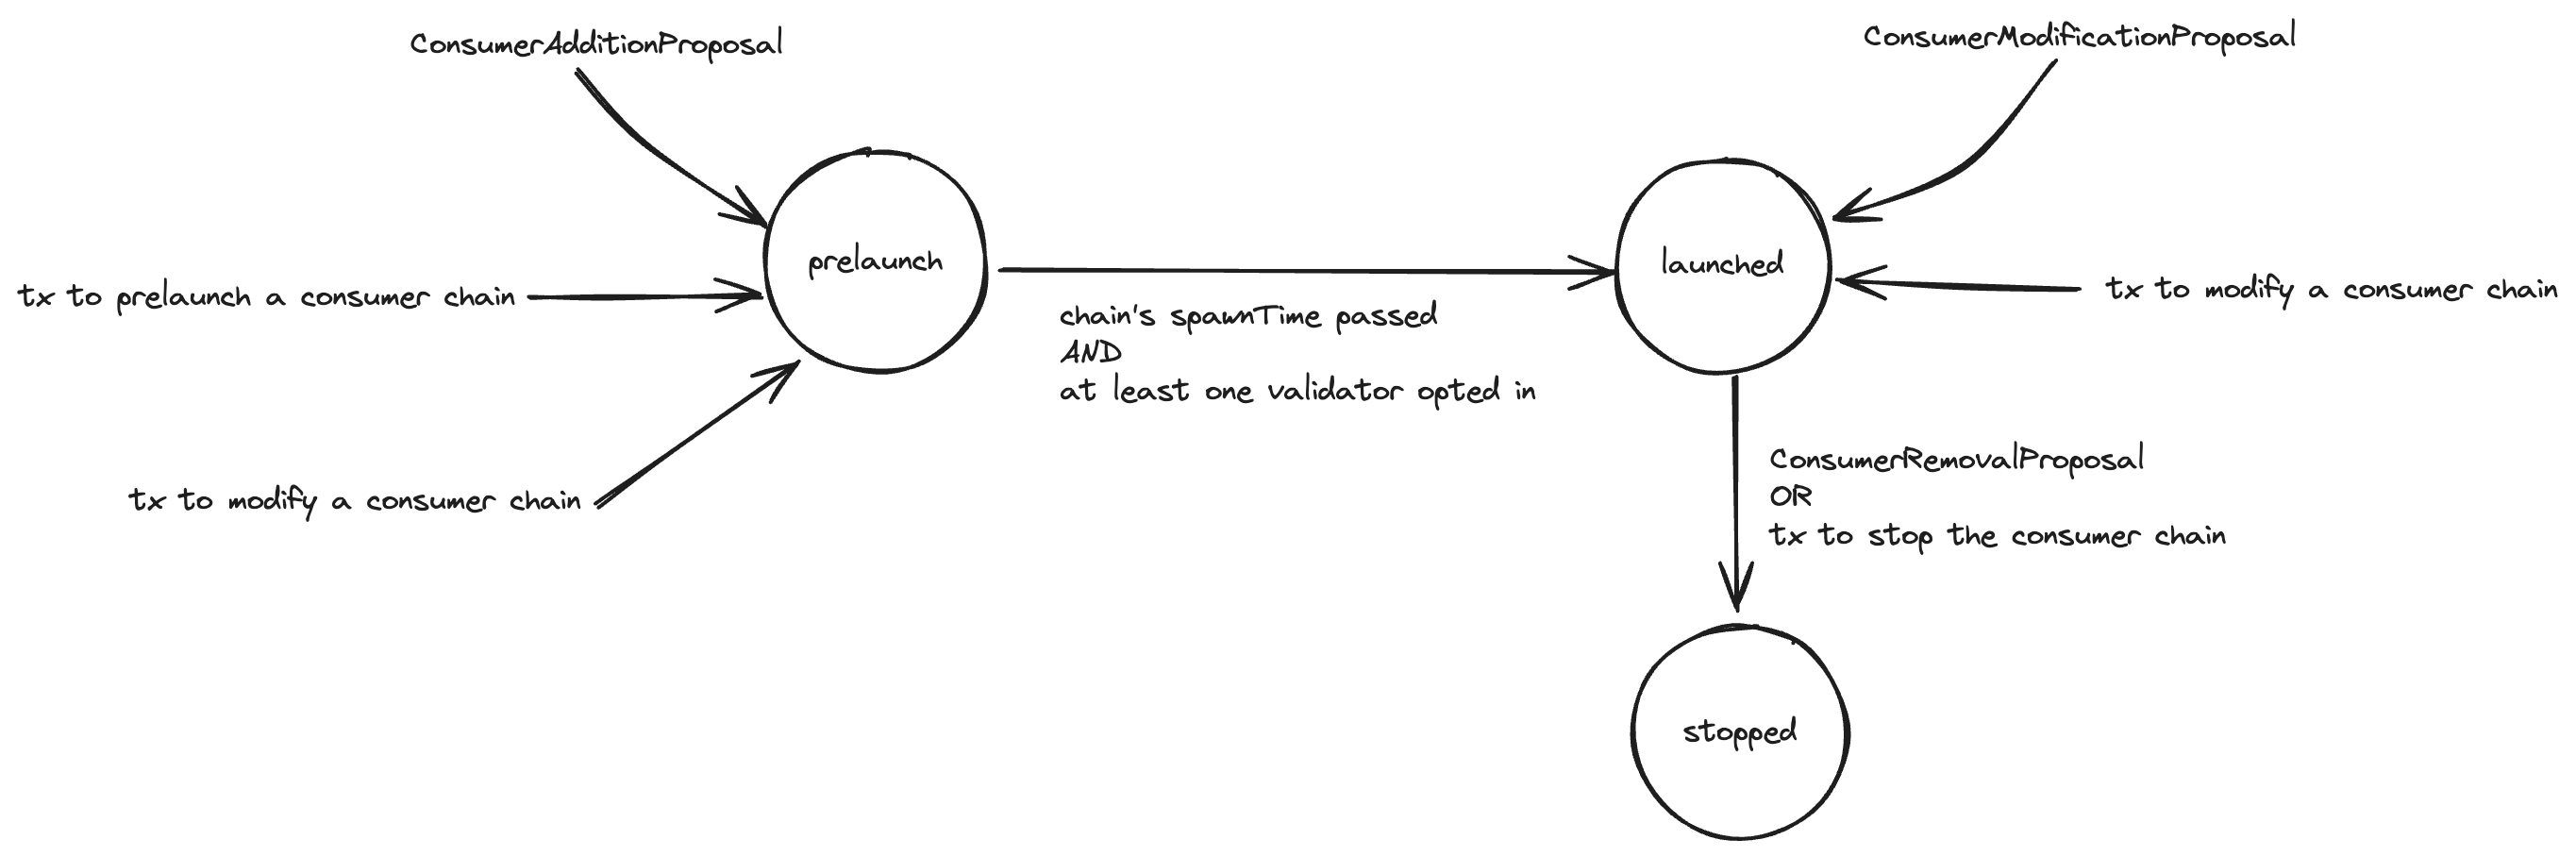 ConsumerAdditionProposal
ConsumerModificationProposal
prelaunch
launched
tx to prelaunch a consumer chain
tx to modify a consumer chain
chain's spawnTime passed
AND
at least one validator opted in
tx to modify a consumer chain
ConsumerRemovalProposal
OR
tx to stop the consumer chain
stopped